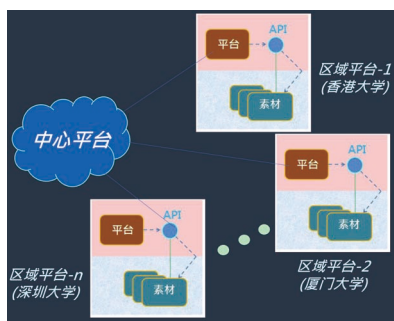 中心平台
API
平台
素材
区域平台-1
(香港大学)
API
平台
素材
区域平台-2
(厦门大学)
API
平台
素材
区域平台-n
(深圳大学)